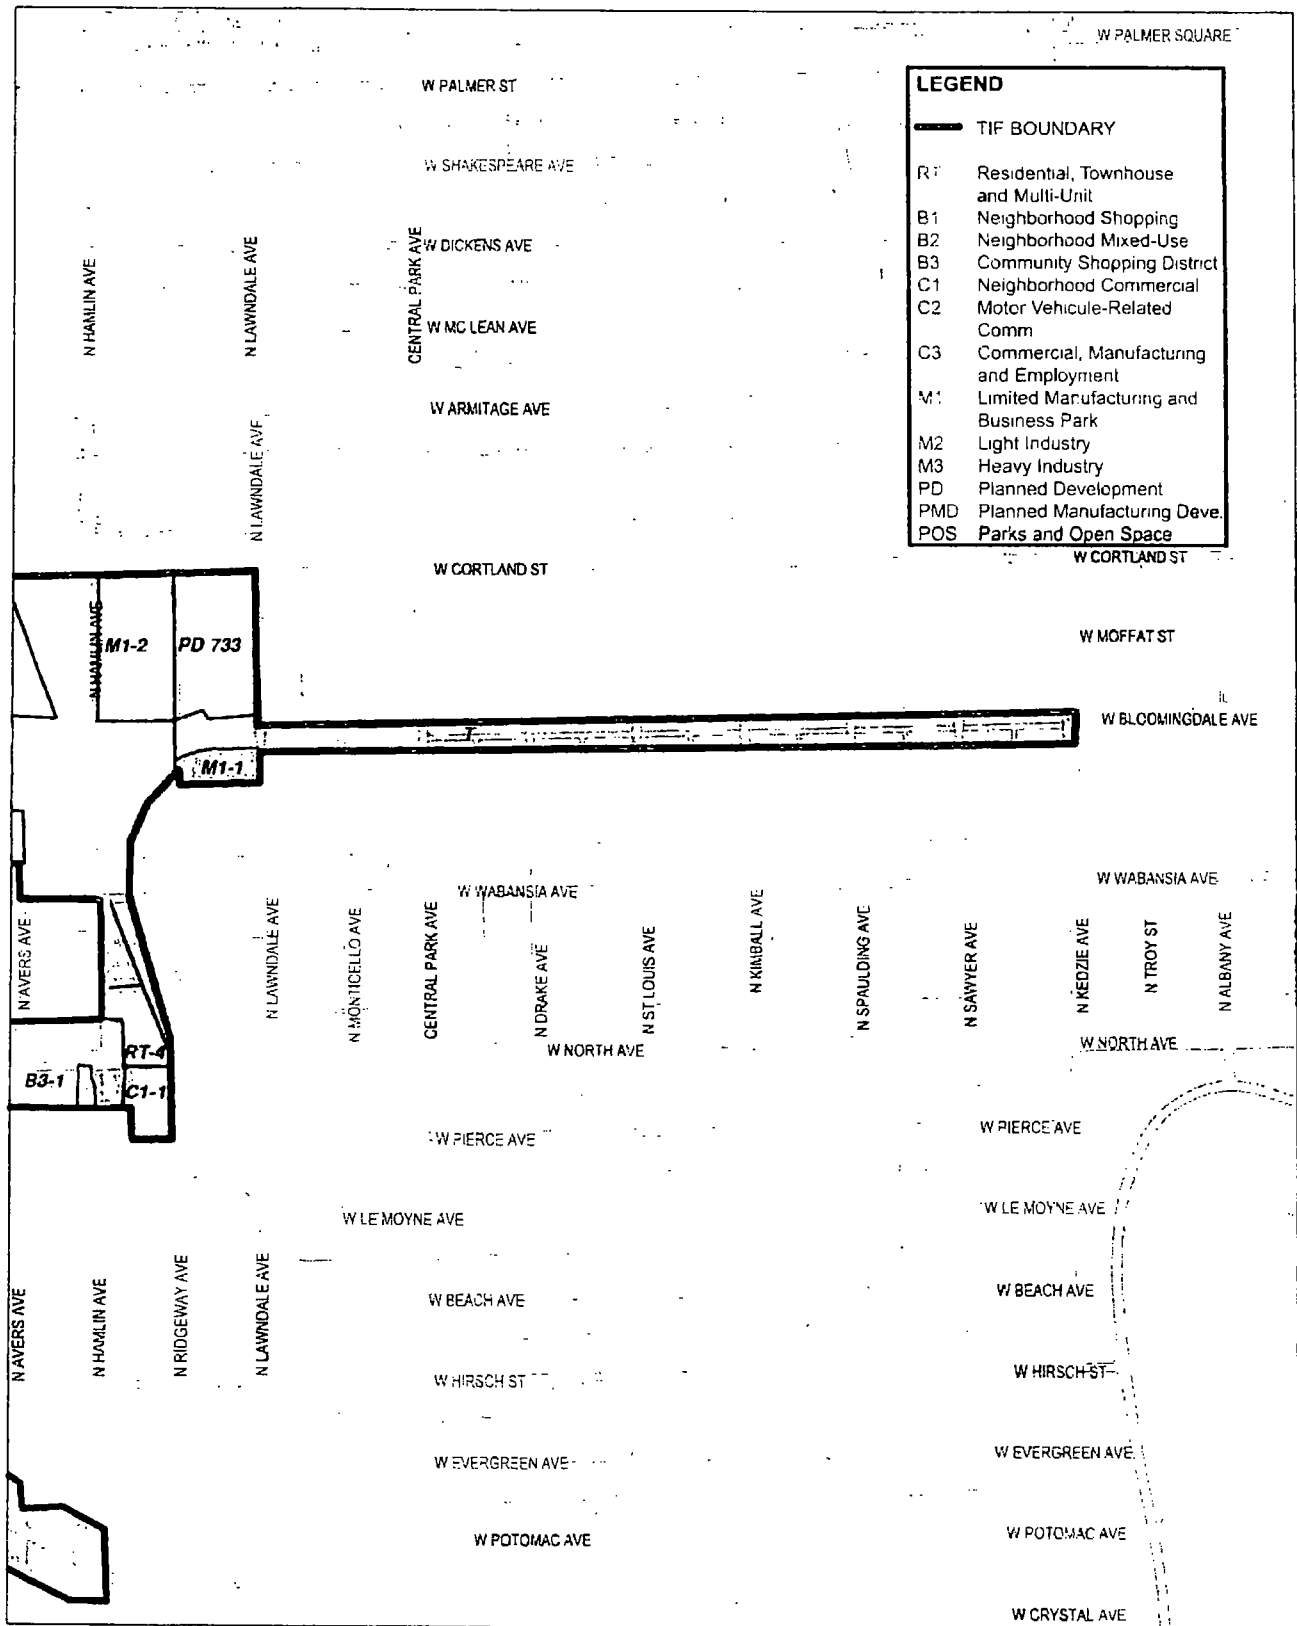 W PALMER SQUARE
W PALMER ST
LEGEND
TIF BOUNDARY
RT Residential, Townhouse
and Multi-Unit
B1 Neighborhood Shopping
B2 Neighborhood Mixed-Use
B3 Community Shopping District
C1 Neighborhood Commercial
C2 Motor Vehicule-Related
Comm
C3 Commercial, Manufacturing
and Employment
M1 Limited Manufacturing and
Business Park
M2 Light Industry
M3 Heavy Industry
PD Planned Development
PMD Planned Manufacturing Deve.
POS Parks and Open Space
W SHAKESPEARE AVE
W DICKENS AVE
N HAMLIN AVE
N LAWNDALE AVE
CENTRAL PARK AVE
W MC LEAN AVE
W ARMITAGE AVE
N LAWNDALE AVE
W CORTLAND ST
W CORTLAND ST
N HAMLIN AVE
M1-2
PD 733
W MOFFAT ST
W BLOOMINGDALE AVE
T
M1-1
W WABANSIA AVE
W WABANSIA AVE
N AVERS AVE
N LAWNDALE AVE
N MONTICELLO AVE
CENTRAL PARK AVE
N DRAKE AVE
N ST LOUIS AVE
N KIMBALL AVE
N SPAULDING AVE
N SAWYER AVE
N KEDZIE AVE
N TROY ST
N ALBANY AVE
W NORTH AVE
W NORTH AVE
RT-4
B3-1
C1-1
W PIERCE AVE
W PIERCE AVE
W LE MOYNE AVE
W LE MOYNE AVE
N AVERS AVE
N HAMLIN AVE
N RIDGEWAY AVE
N LAWNDALE AVE
W BEACH AVE
W BEACH AVE
W HIRSCH ST
W HIRSCH ST
W EVERGREEN AVE
W EVERGREEN AVE
W POTOMAC AVE
W POTOMAC AVE
W CRYSTAL AVE